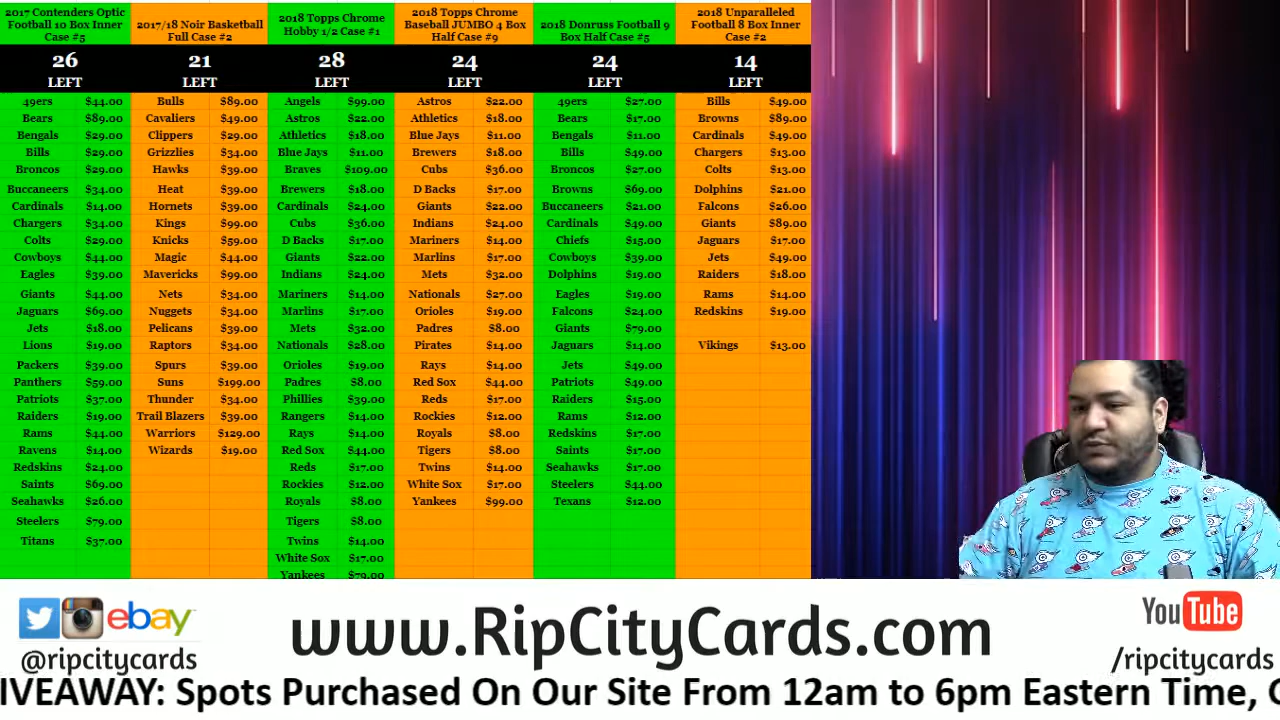 2017 Contenders Optic
Football 10 Box Inner
Case #5
26
LEFT
49ers $44.00
Bears $89.00
Bengals $29.00
Bills $29.00
Broncos $29.00
Buccaneers $34.00
Cardinals $14.00
Chargers $34.00
Colts $29.00
Cowboys $44.00
Eagles $39.00
Giants $44.00
Jaguars $69.00
Jets $18.00
Lions $19.00
Packers $39.00
Panthers $59.00
Patriots $37.00
Raiders $19.00
Rams $44.00
Ravens $14.00
Redskins $24.00
Saints $69.00
Seahawks $26.00
Steelers $79.00
Titans $37.00
2017/18 Noir Basketball
Full Case #2
21
LEFT
Bulls $89.00
Cavaliers $49.00
Clippers $29.00
Grizzlies $34.00
Hawks $39.00
Heat $39.00
Hornets $39.00
Kings $99.00
Knicks $59.00
Magic $44.00
Mavericks $99.00
Nets $34.00
Nuggets $34.00
Pelicans $39.00
Raptors $34.00
Spurs $39.00
Suns $199.00
Thunder $34.00
Trail Blazers $39.00
Warriors $129.00
Wizards $19.00
2018 Topps Chrome
Hobby 1/2 Case #1
28
LEFT
Angels $99.00
Astros $22.00
Athletics $18.00
Blue Jays $11.00
Braves $109.00
Brewers $18.00
Cardinals $24.00
Cubs $36.00
D Backs $17.00
Giants $22.00
Indians $24.00
Mariners $14.00
Marlins $17.00
Mets $32.00
Nationals $28.00
Orioles $19.00
Padres $8.00
Phillies $39.00
Rangers $14.00
Rays $14.00
Red Sox $44.00
Reds $17.00
Rockies $12.00
Royals $8.00
Tigers $8.00
Twins $14.00
White Sox $17.00
Yankees $79.00
2018 Topps Chrome
Baseball JUMBO 4 Box
Half Case #9
24
LEFT
Astros $22.00
Athletics $18.00
Blue Jays $11.00
Brewers $18.00
Cubs $36.00
D Backs $17.00
Giants $22.00
Indians $24.00
Mariners $14.00
Marlins $17.00
Mets $32.00
Nationals $27.00
Orioles $19.00
Padres $8.00
Pirates $14.00
Rays $14.00
Red Sox $44.00
Reds $17.00
Rockies $12.00
Royals $8.00
Tigers $8.00
Twins $14.00
White Sox $17.00
Yankees $99.00
2018 Donruss Football 9
Box Half Case #5
24
LEFT
49ers $27.00
Bears $17.00
Bengals $11.00
Bills $49.00
Broncos $27.00
Browns $69.00
Buccaneers $21.00
Cardinals $49.00
Chiefs $15.00
Cowboys $39.00
Dolphins $19.00
Eagles $19.00
Falcons $24.00
Giants $79.00
Jaguars $14.00
Jets $49.00
Patriots $49.00
Raiders $15.00
Rams $12.00
Redskins $17.00
Saints $17.00
Seahawks $17.00
Steelers $44.00
Texans $12.00
2018 Unparalleled
Football 8 Box Inner
Case #2
14
LEFT
Bills $49.00
Browns $89.00
Cardinals $49.00
Chargers $13.00
Colts $13.00
Dolphins $21.00
Falcons $26.00
Giants $89.00
Jaguars $17.00
Jets $49.00
Raiders $18.00
Rams $14.00
Redskins $19.00
Vikings $13.00
ebay
@ripcitycards
www.RipCityCards.com
YouTube
/ripcitycards
IVEAWAY: Spots Purchased On Our Site From 12am to 6pm Eastern Time,